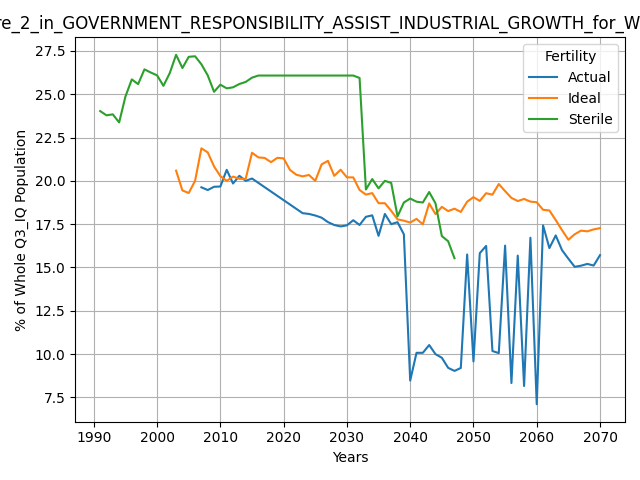 re_2_in_GOVERNMENT_RESPONSIBILITY_ASSIST_INDUSTRIAL_GROWTH_for_W
Fertility
Actual
Ideal
Sterile
% of Whole Q3_IQ Population
27.5
25.0
22.5
20.0
17.5
15.0
12.5
10.0
7.5
1990 2000 2010 2020 2030 2040 2050 2060 2070
Years